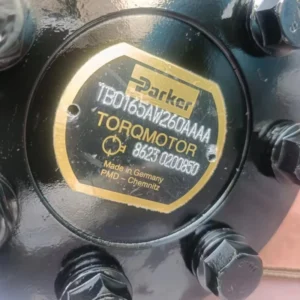 Parker
TB0165AW260AAAA
TORQMOTOR
8623 0200850
Made in Germany
PMD - Chemnitz